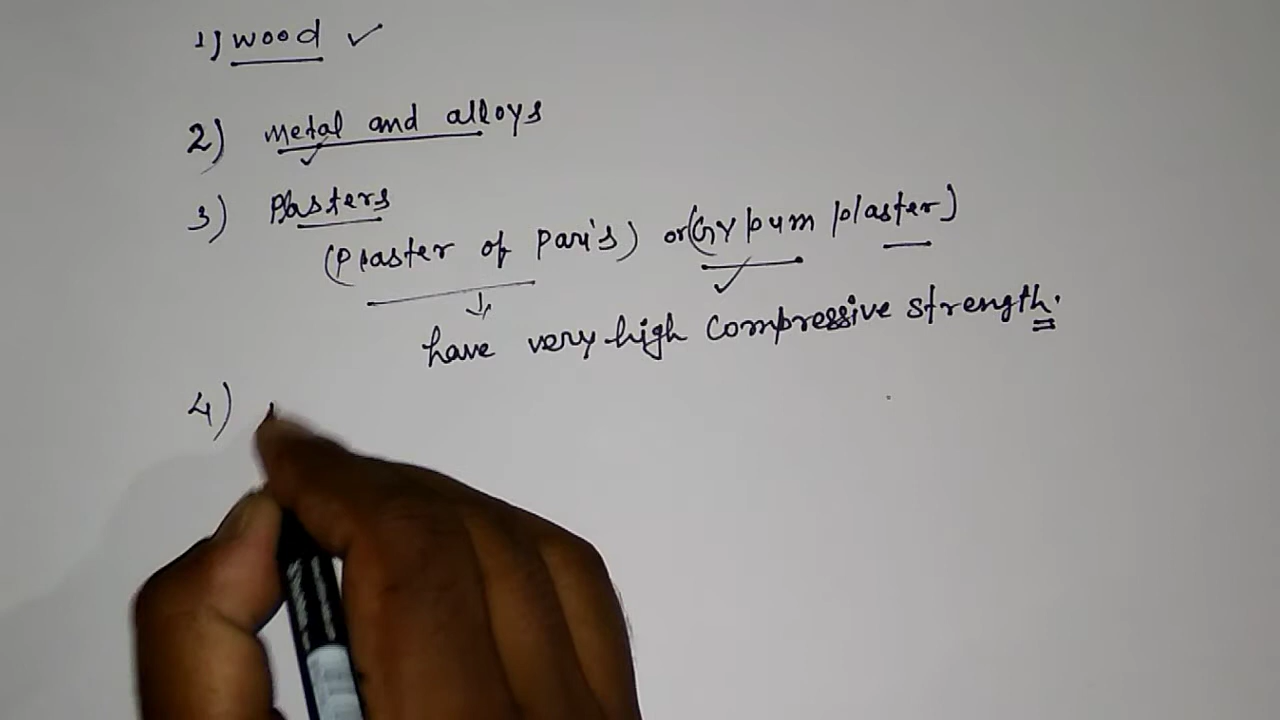 1) wood ✓
2) metal and alloys
3) Plasters
(Plaster of Paris) or (Gypsum plaster)
have very high compressive strength.
4)